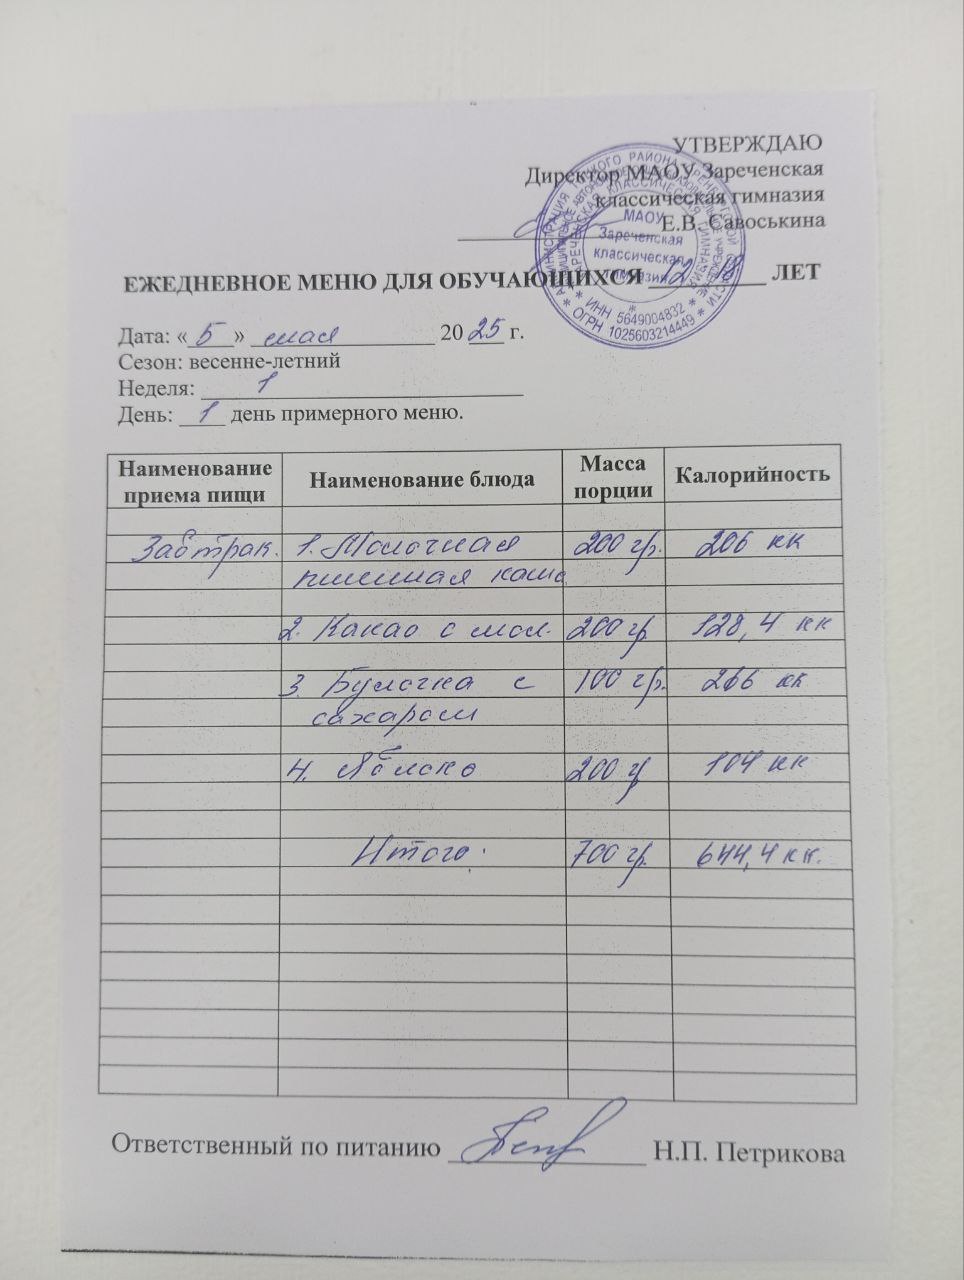 УТВЕРЖДАЮ
Директор МАОУ Зареченская
классическая гимназия
Е.В. Савоськина
МАОУ
Зареченская
классическая
гимназия
* ИНН 5649004832 *
* ОГРН 1025603214449 *
ЕЖЕДНЕВНОЕ МЕНЮ ДЛЯ ОБУЧАЮЩИХСЯ 12-18 ЛЕТ
Дата: «5» мая 2025 г.
Сезон: весенне-летний
Неделя: 1
День: 1 день примерного меню.
Наименование приема пищи Наименование блюда Масса порции Калорийность
Завтрак. 1. Молочная 200 гр. 206 кк
пшенная каша
2. Какао с мол. 200 гр. 128,4 кк
3. Булочка с 100 гр. 266 кк
сахаром
4. Яблоко 200 гр 104 кк
Итого. 700 гр. 644,4 кк.
Ответственный по питанию Н.П. Петрикова